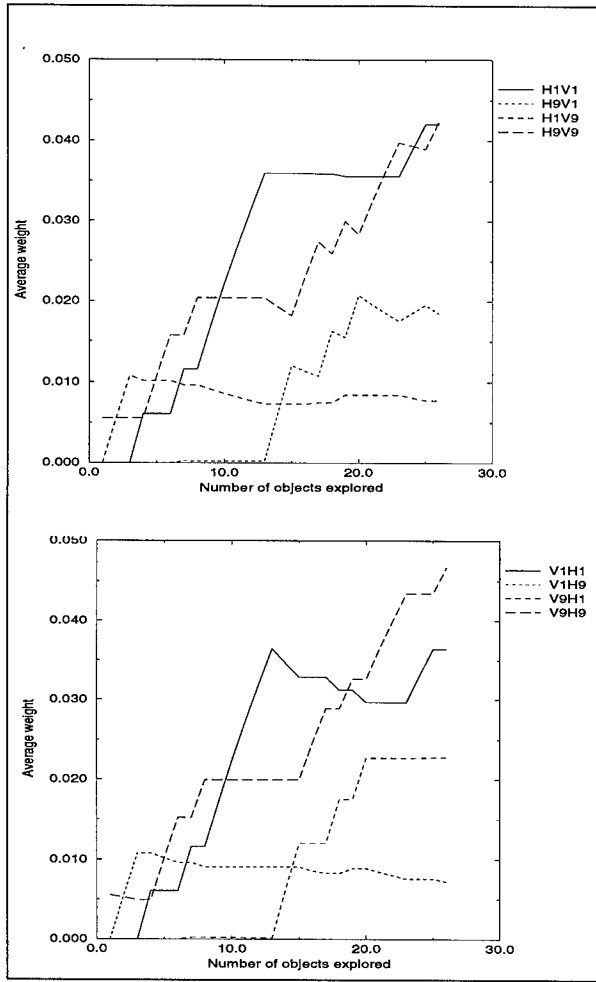 0.050
0.040
0.030
0.020
0.010
0.000
Average weight
0.0
10.0
20.0
30.0
Number of objects explored
H1V1
H9V1
H1V9
H9V9
0.050
0.040
0.030
0.020
0.010
0.000
Average weight
0.0
10.0
20.0
30.0
Number of objects explored
V1H1
V1H9
V9H1
V9H9